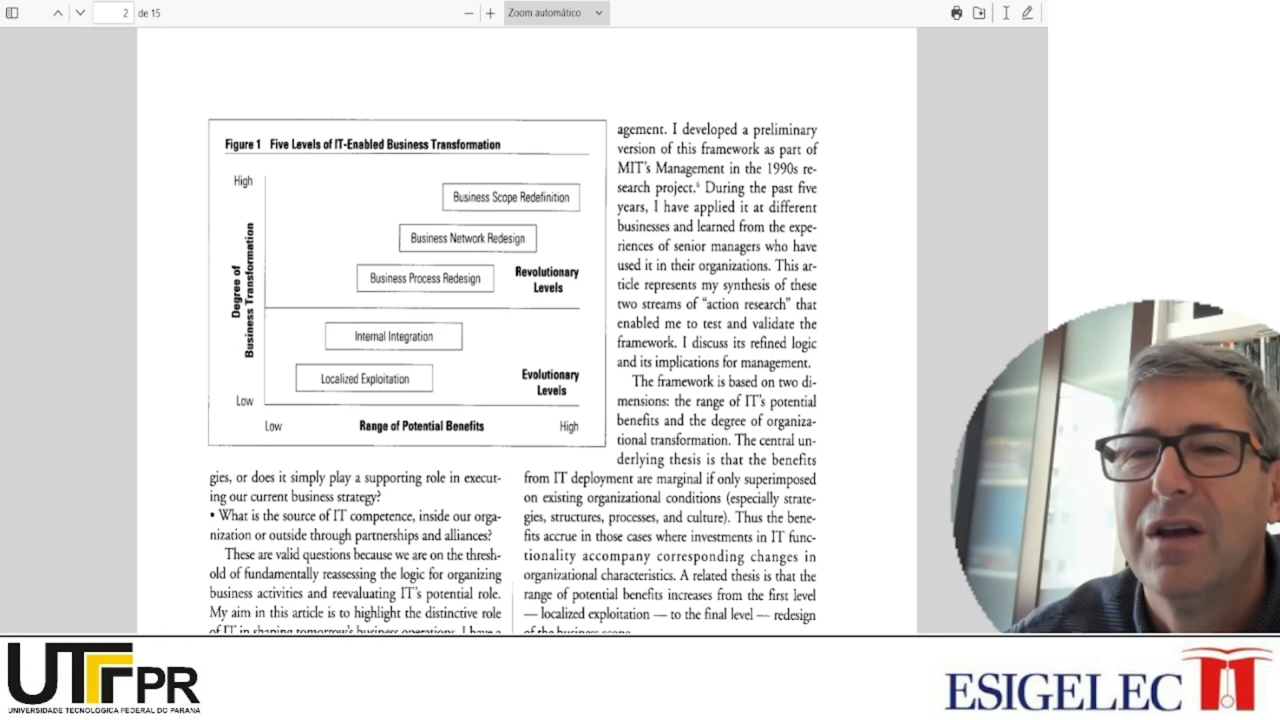 2
de 15
Zoom automático
Figure 1 Five Levels of IT-Enabled Business Transformation
High
Business Scope Redefinition
Business Network Redesign
Business Process Redesign
Revolutionary
Levels
Degree of
Business Transformation
Internal Integration
Localized Exploitation
Evolutionary
Levels
Low
Low
Range of Potential Benefits
High
agement. I developed a preliminary
version of this framework as part of
MIT's Management in the 1990s re-
search project.⁶ During the past five
years, I have applied it at different
businesses and learned from the expe-
riences of senior managers who have
used it in their organizations. This ar-
ticle represents my synthesis of these
two streams of "action research" that
enabled me to test and validate the
framework. I discuss its refined logic
and its implications for management.
The framework is based on two di-
mensions: the range of IT's potential
benefits and the degree of organiza-
tional transformation. The central un-
derlying thesis is that the benefits
gies, or does it simply play a supporting role in execut-
ing our current business strategy?
• What is the source of IT competence, inside our orga-
nization or outside through partnerships and alliances?
These are valid questions because we are on the thresh-
old of fundamentally reassessing the logic for organizing
business activities and reevaluating IT's potential role.
My aim in this article is to highlight the distinctive role
of IT in shaping tomorrow's business operations. I have a
from IT deployment are marginal if only superimposed
on existing organizational conditions (especially strate-
gies, structures, processes, and culture). Thus the bene-
fits accrue in those cases where investments in IT func-
tionality accompany corresponding changes in
organizational characteristics. A related thesis is that the
range of potential benefits increases from the first level
— localized exploitation — to the final level — redesign
of the business scope.
UTFPR
UNIVERSIDADE TECNOLÓGICA FEDERAL DO PARANÁ
ESIGELEC